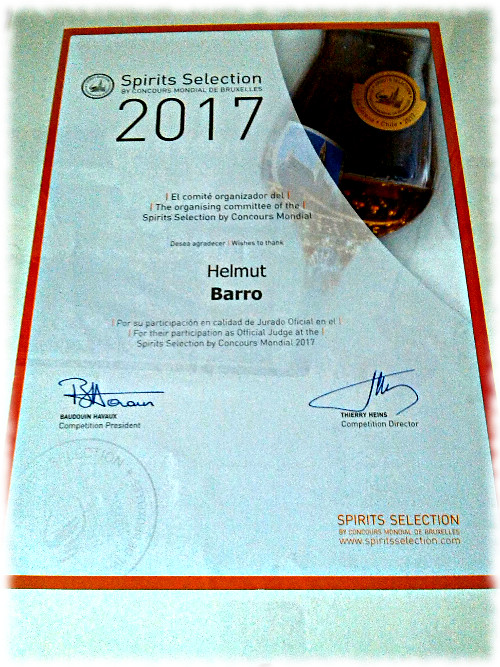 Spirits Selection
BY CONCOURS MONDIAL DE BRUXELLES
2017
| El comité organizador del |
| The organising committee of the |
Spirits Selection by Concours Mondial
Desea agradecer | Wishes to thank
Helmut
Barro
| Por su participación en calidad de Jurado Oficial en el |
| For their participation as Official Judge at the |
Spirits Selection by Concours Mondial 2017
BAUDOUIN HAVAUX
Competition President
THIERRY HEINS
Competition Director
SPIRITS SELECTION
BY CONCOURS MONDIAL DE BRUXELLES
www.spiritsselection.com